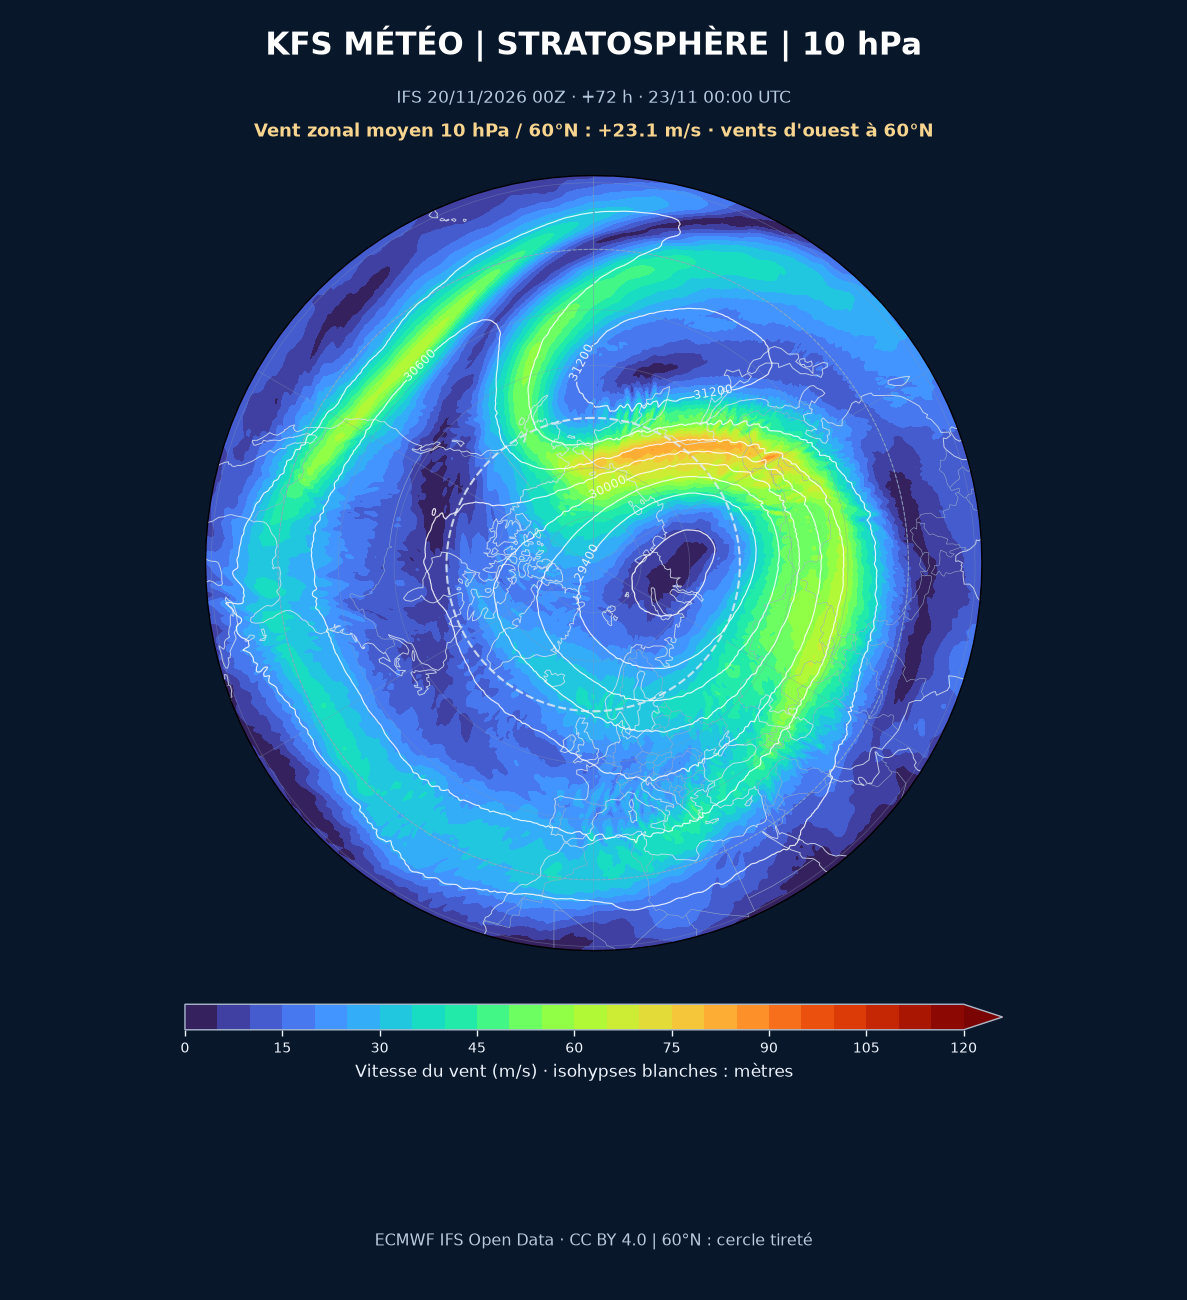 KFS MÉTÉO | STRATOSPHÈRE | 10 hPa
IFS 20/11/2026 00Z · +72 h · 23/11 00:00 UTC
Vent zonal moyen 10 hPa / 60°N : +23.1 m/s · vents d'ouest à 60°N
30600
31200
31200
30000
29400
0 15 30 45 60 75 90 105 120
Vitesse du vent (m/s) · isohypses blanches : mètres
ECMWF IFS Open Data · CC BY 4.0 | 60°N : cercle tireté